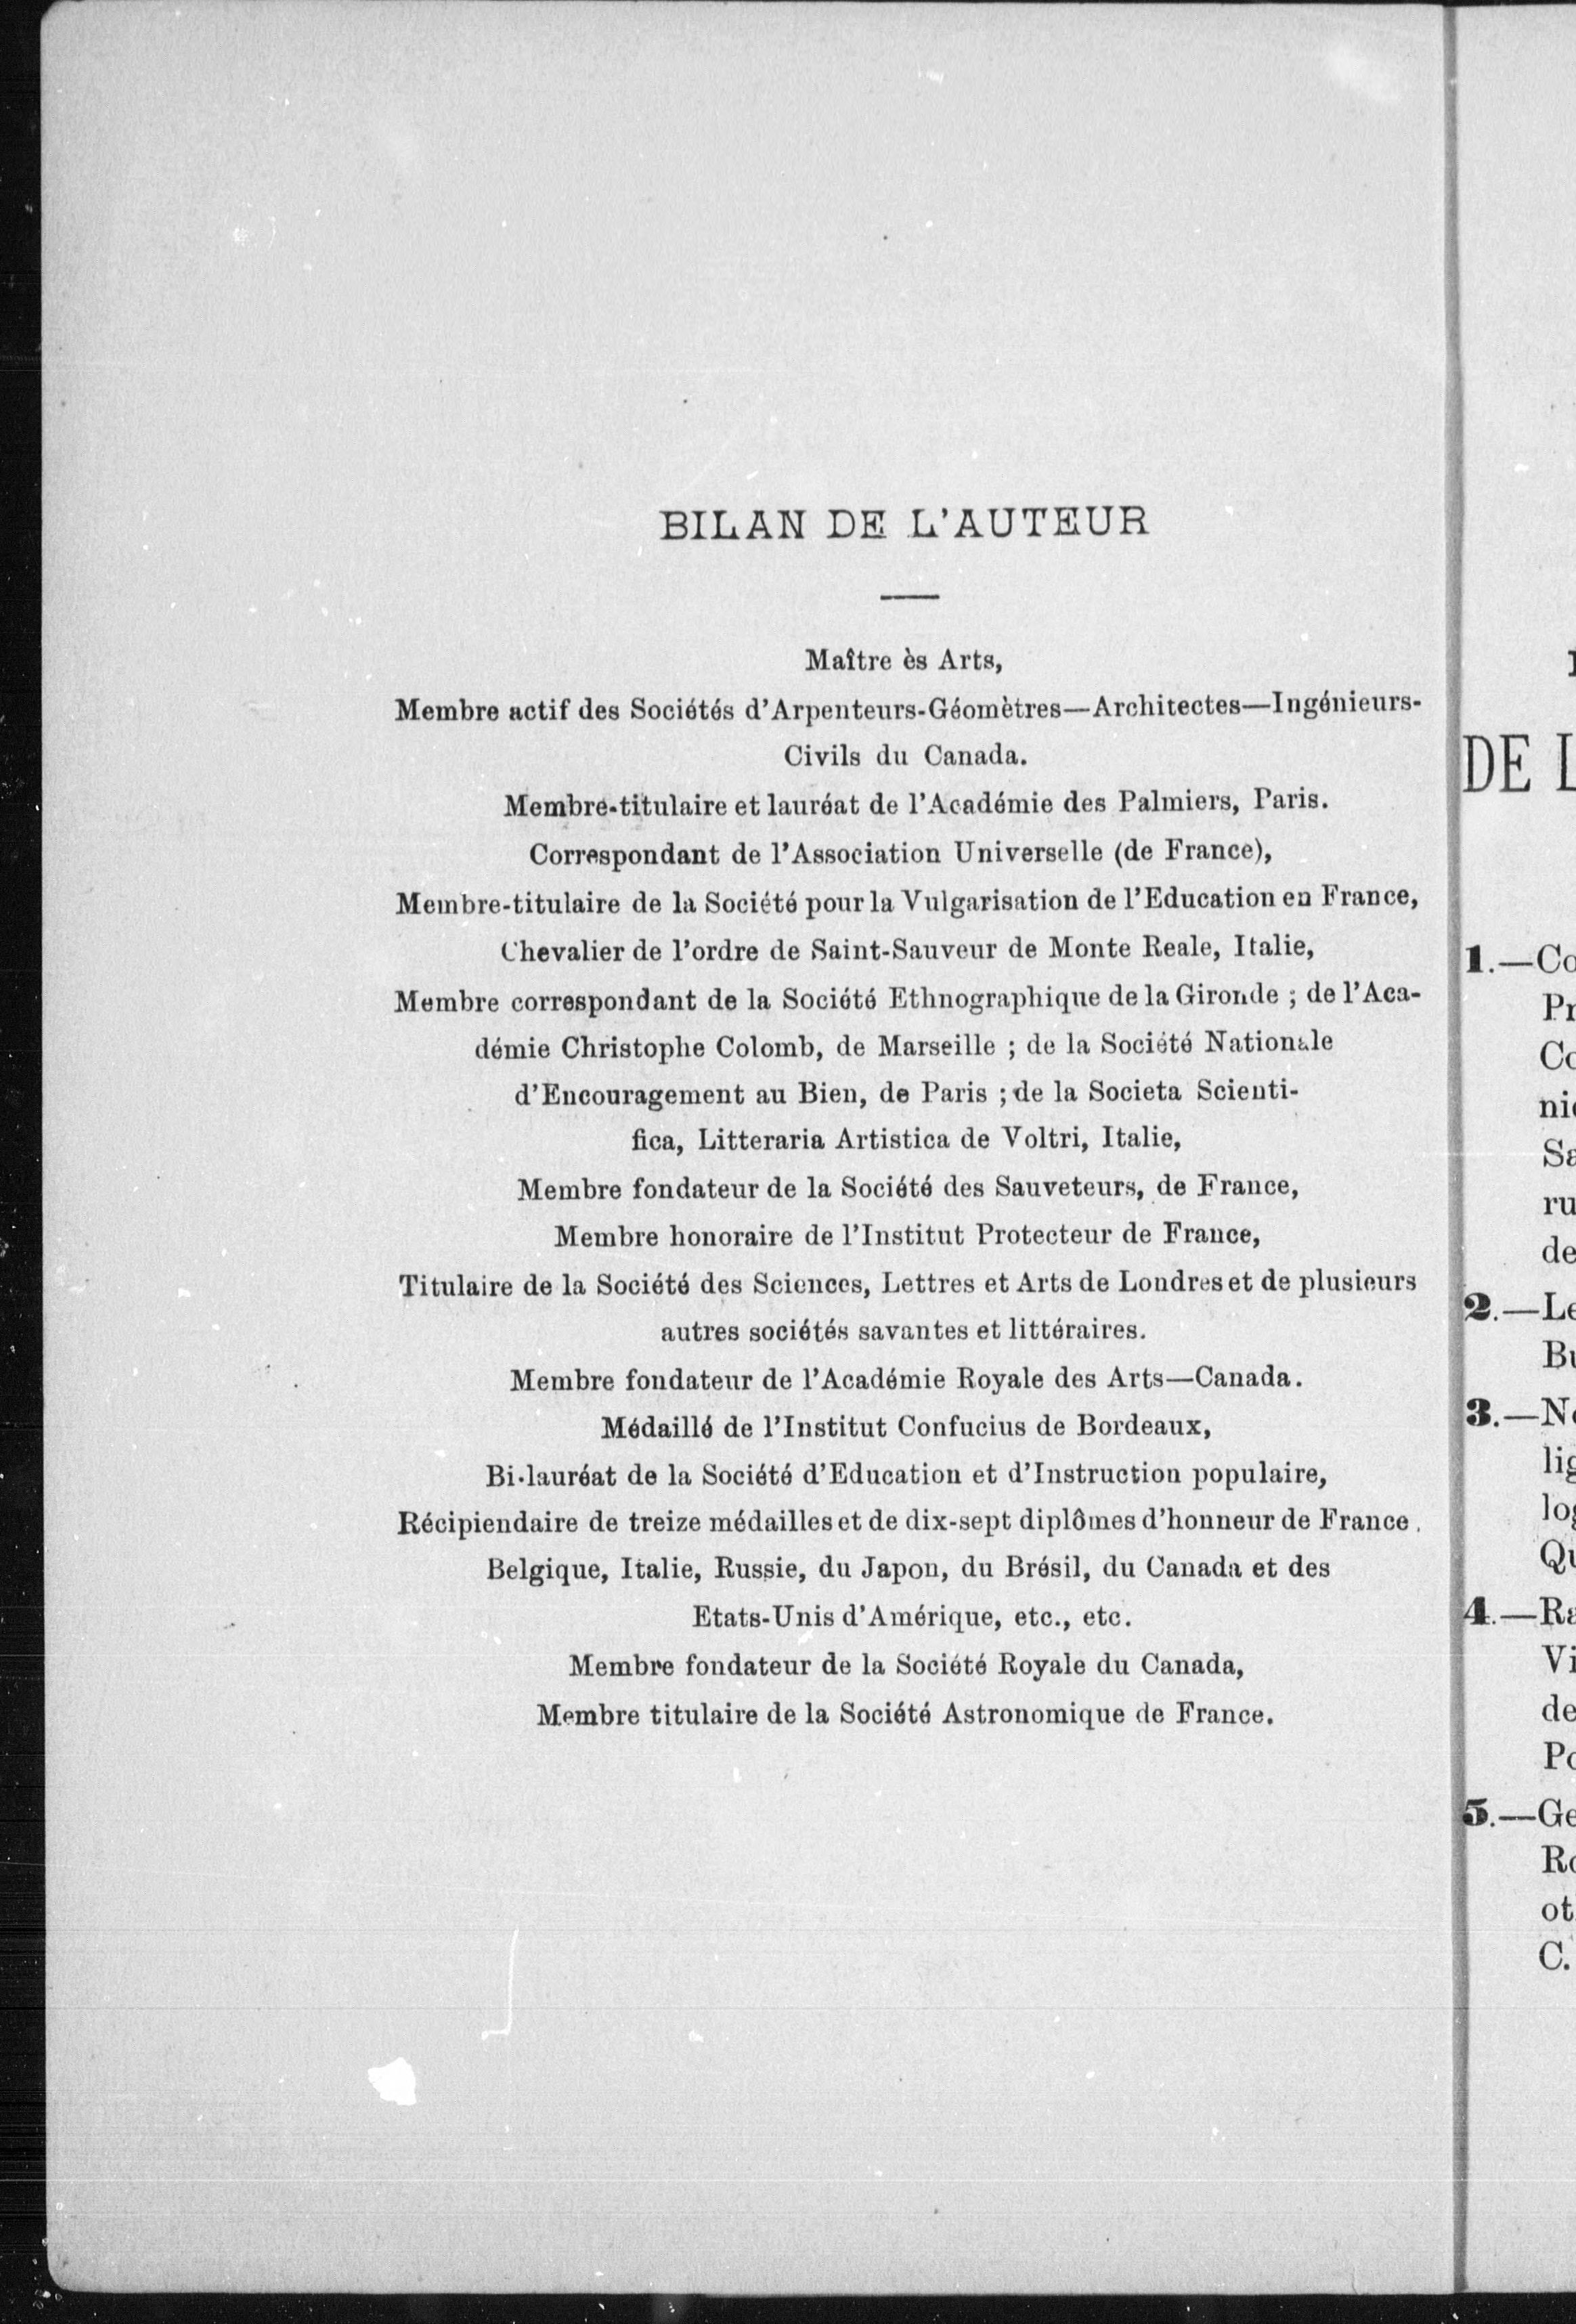 BILAN DE L'AUTEUR
Maître ès Arts,
Membre actif des Sociétés d'Arpenteurs-Géomètres—Architectes—Ingénieurs-
Civils du Canada.
Membre-titulaire et lauréat de l'Académie des Palmiers, Paris.
Correspondant de l'Association Universelle (de France),
Membre-titulaire de la Société pour la Vulgarisation de l'Education en France,
Chevalier de l'ordre de Saint-Sauveur de Monte Reale, Italie,
Membre correspondant de la Société Ethnographique de la Gironde ; de l'Aca-
démie Christophe Colomb, de Marseille ; de la Société Nationale
d'Encouragement au Bien, de Paris ; de la Societa Scienti-
fica, Litteraria Artistica de Voltri, Italie,
Membre fondateur de la Société des Sauveteurs, de France,
Membre honoraire de l'Institut Protecteur de France,
Titulaire de la Société des Sciences, Lettres et Arts de Londres et de plusieurs
autres sociétés savantes et littéraires.
Membre fondateur de l'Académie Royale des Arts—Canada.
Médaillé de l'Institut Confucius de Bordeaux,
Bi-lauréat de la Société d'Education et d'Instruction populaire,
Récipiendaire de treize médailles et de dix-sept diplômes d'honneur de France.
Belgique, Italie, Russie, du Japon, du Brésil, du Canada et des
Etats-Unis d'Amérique, etc., etc.
Membre fondateur de la Société Royale du Canada,
Membre titulaire de la Société Astronomique de France.
DE L
1.—Co
Pr
Co
ni
Sa
ru
de
2.—Le
Bu
3.—No
lig
log
Qu
4.—Ra
Vi
de
Po
5.—Ge
Ro
ot
C.